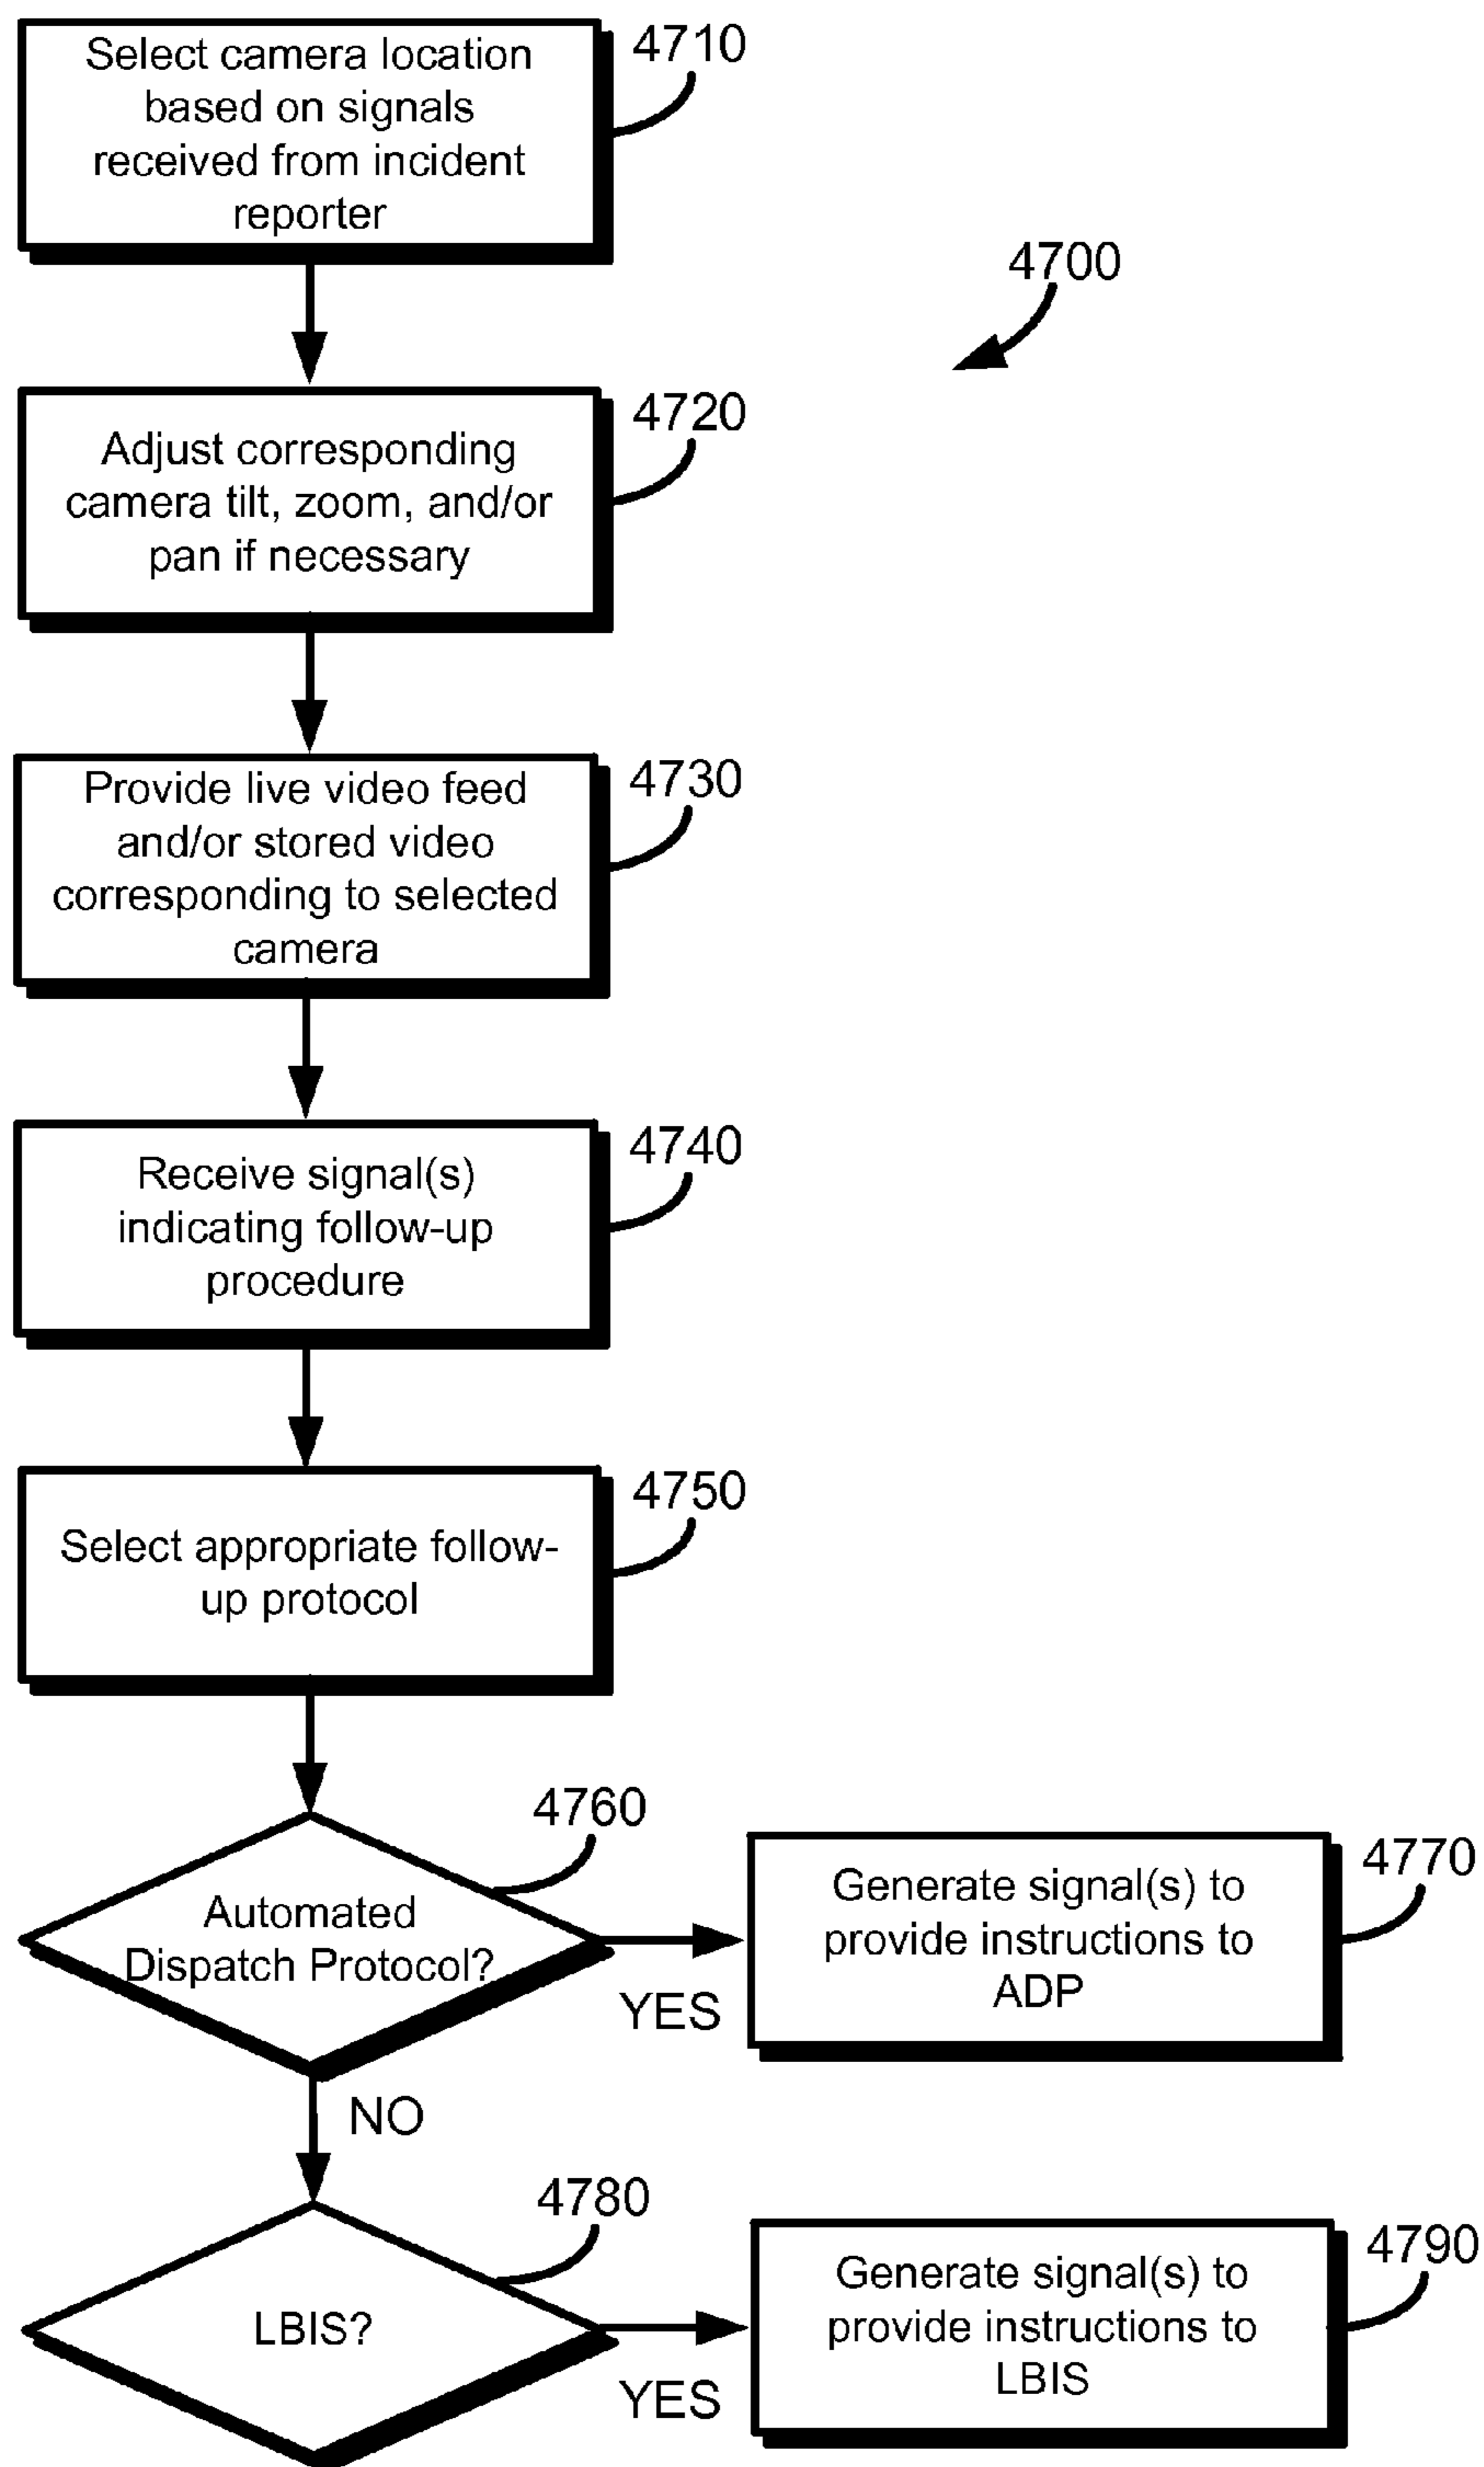 Select camera location
based on signals
received from incident
reporter
4710
4700
Adjust corresponding
camera tilt, zoom, and/or
pan if necessary
4720
Provide live video feed
and/or stored video
corresponding to selected
camera
4730
Receive signal(s)
indicating follow-up
procedure
4740
Select appropriate follow-
up protocol
4750
Automated
Dispatch Protocol?
4760
YES
Generate signal(s) to
provide instructions to
ADP
4770
NO
LBIS?
4780
YES
Generate signal(s) to
provide instructions to
LBIS
4790